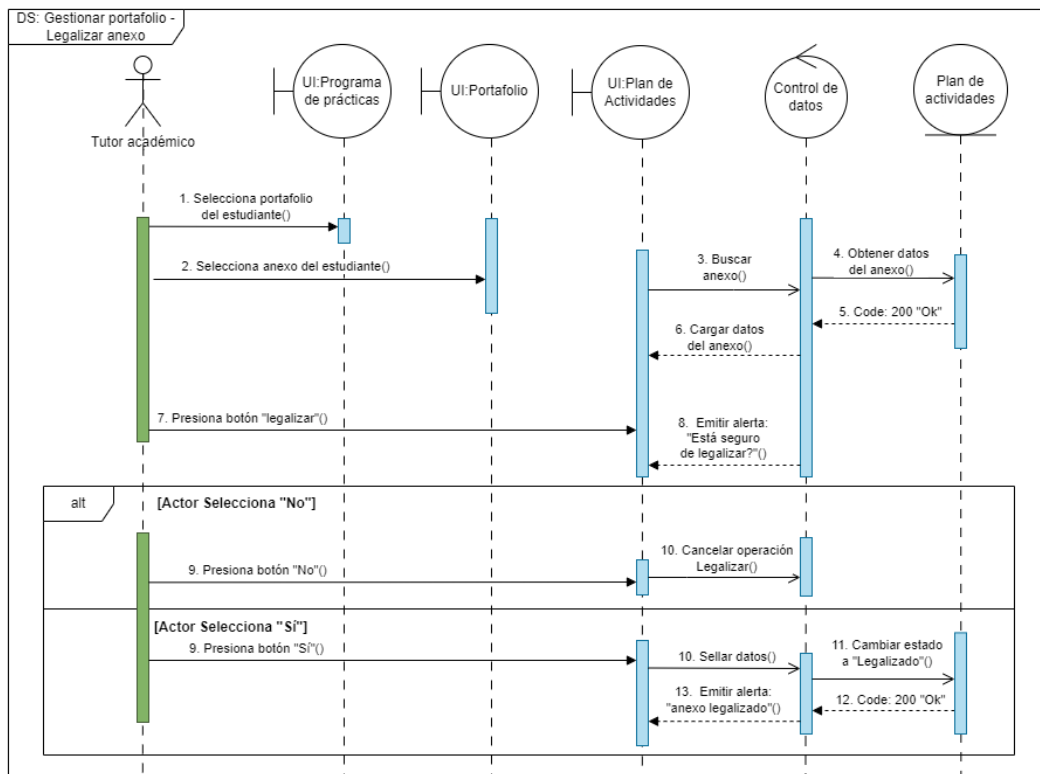 DS: Gestionar portafolio -
Legalizar anexo
Tutor académico
UI:Programa
de prácticas
UI:Portafolio
UI:Plan de
Actividades
Control de
datos
Plan de
actividades
1. Selecciona portafolio
del estudiante()
2. Selecciona anexo del estudiante()
3. Buscar
anexo()
4. Obtener datos
del anexo()
5. Code: 200 "Ok"
6. Cargar datos
del anexo()
7. Presiona botón "legalizar"()
8. Emitir alerta:
"Está seguro
de legalizar?"()
alt
[Actor Selecciona "No"]
9. Presiona botón "No"()
10. Cancelar operación
Legalizar()
[Actor Selecciona "Sí"]
9. Presiona botón "Sí"()
10. Sellar datos()
11. Cambiar estado
a "Legalizado"()
12. Code: 200 "Ok"
13. Emitir alerta:
"anexo legalizado"()